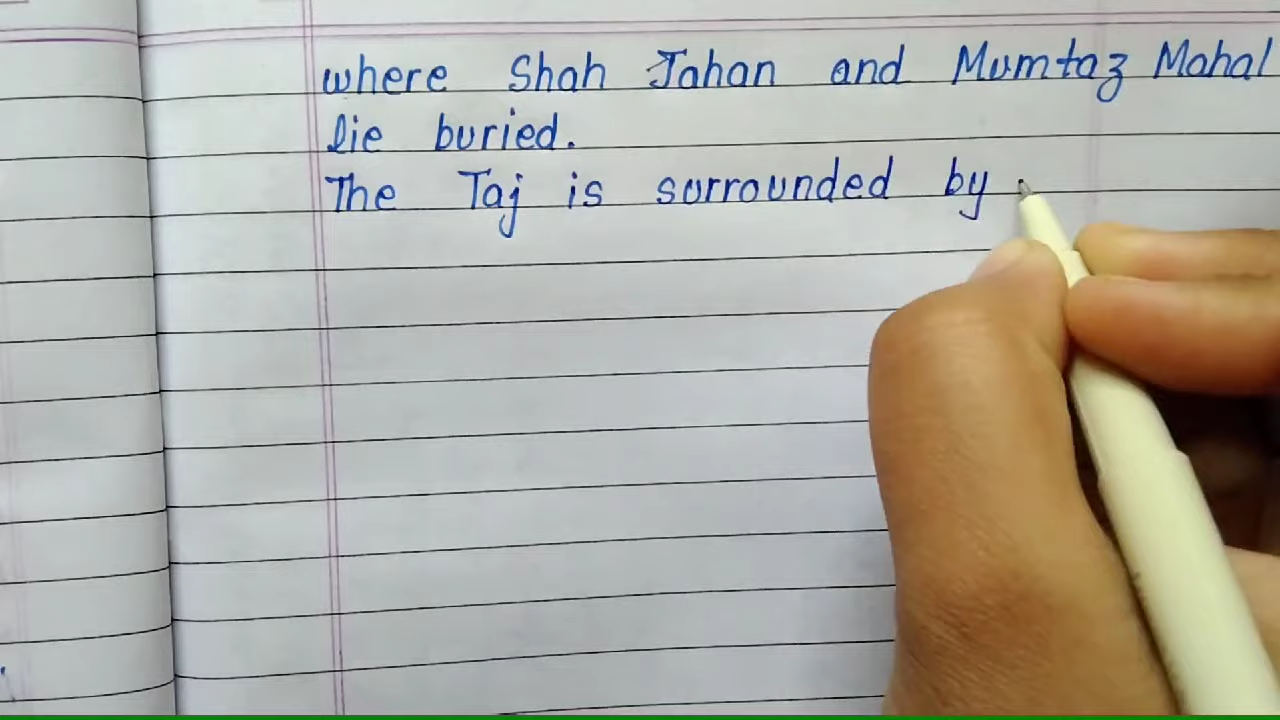 where Shah Jahan and Mumtaz Mahal
lie buried.
The Taj is surrounded by